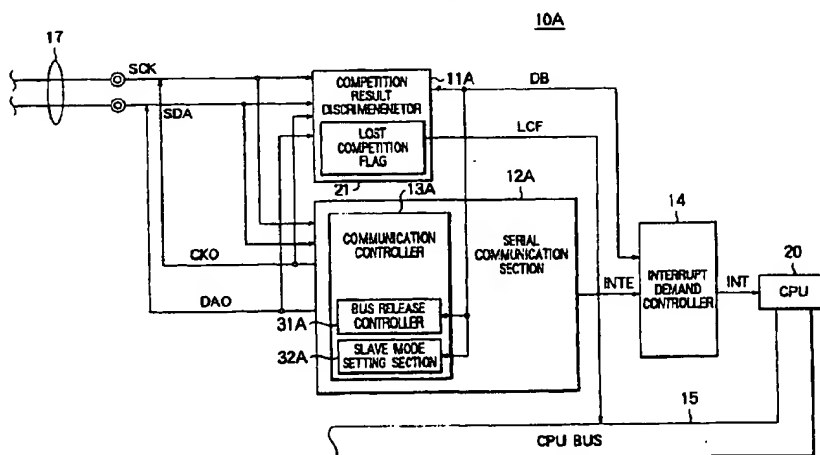 10A
17
SCK
SDA
COMPETITION
RESULT
DISCRIMENENETOR
11A
DB
LOST
COMPETITION
FLAG
LCF
21
13A
12A
14
20
COMMUNICATION
CONTROLLER
SERIAL
COMMUNICATION
SECTION
CKO
DAO
INTE
INTERRUPT
DEMAND
CONTROLLER
INT
CPU
BUS RELEASE
CONTROLLER
31A
SLAVE MODE
SETTING SECTION
32A
15
CPU BUS